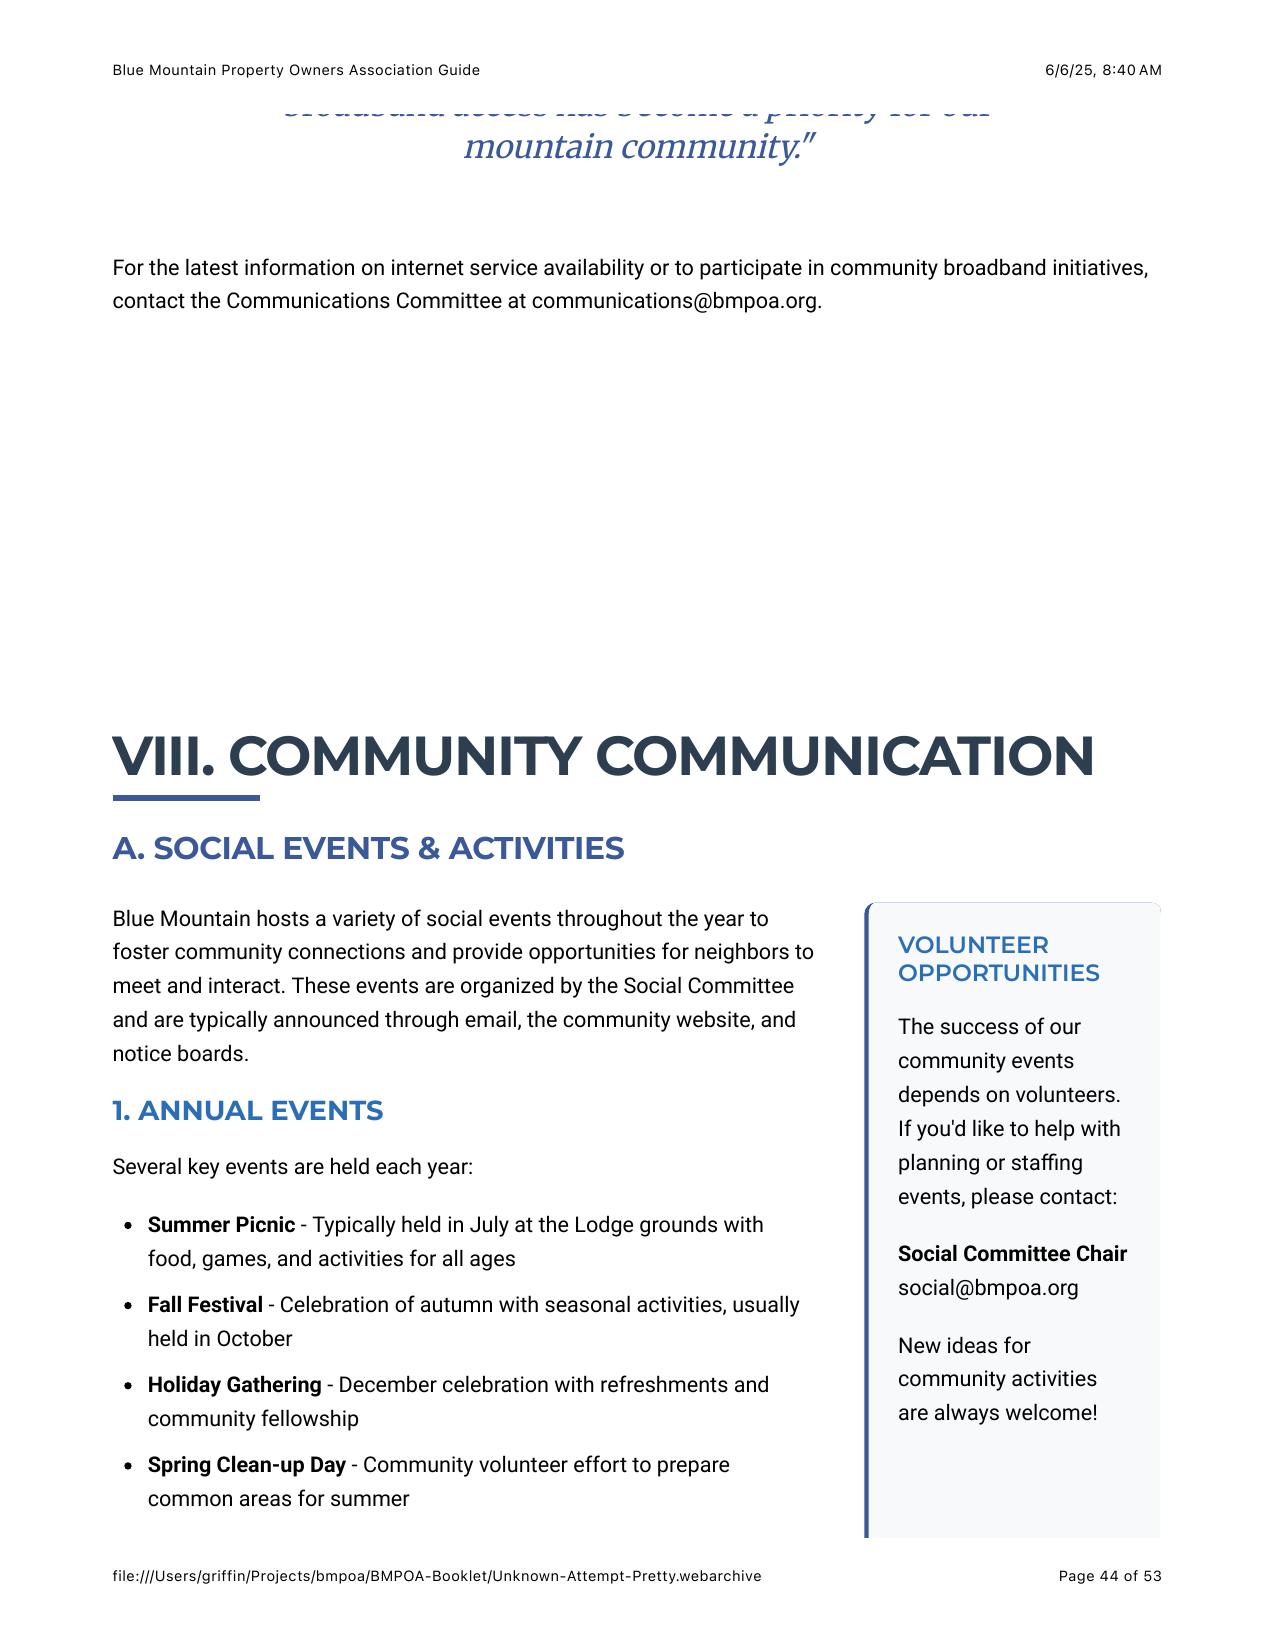 Blue Mountain Property Owners Association Guide
6/6/25, 8:40 AM
broadband access has become a priority for our
mountain community."
For the latest information on internet service availability or to participate in community broadband initiatives,
contact the Communications Committee at communications@bmpoa.org.
VIII. COMMUNITY COMMUNICATION
A. SOCIAL EVENTS & ACTIVITIES
Blue Mountain hosts a variety of social events throughout the year to
foster community connections and provide opportunities for neighbors to
meet and interact. These events are organized by the Social Committee
and are typically announced through email, the community website, and
notice boards.
1. ANNUAL EVENTS
Several key events are held each year:
• Summer Picnic - Typically held in July at the Lodge grounds with
food, games, and activities for all ages
• Fall Festival - Celebration of autumn with seasonal activities, usually
held in October
• Holiday Gathering - December celebration with refreshments and
community fellowship
• Spring Clean-up Day - Community volunteer effort to prepare
common areas for summer
VOLUNTEER
OPPORTUNITIES
The success of our
community events
depends on volunteers.
If you'd like to help with
planning or staffing
events, please contact:
Social Committee Chair
social@bmpoa.org
New ideas for
community activities
are always welcome!
file:///Users/griffin/Projects/bmpoa/BMPOA-Booklet/Unknown-Attempt-Pretty.webarchive
Page 44 of 53